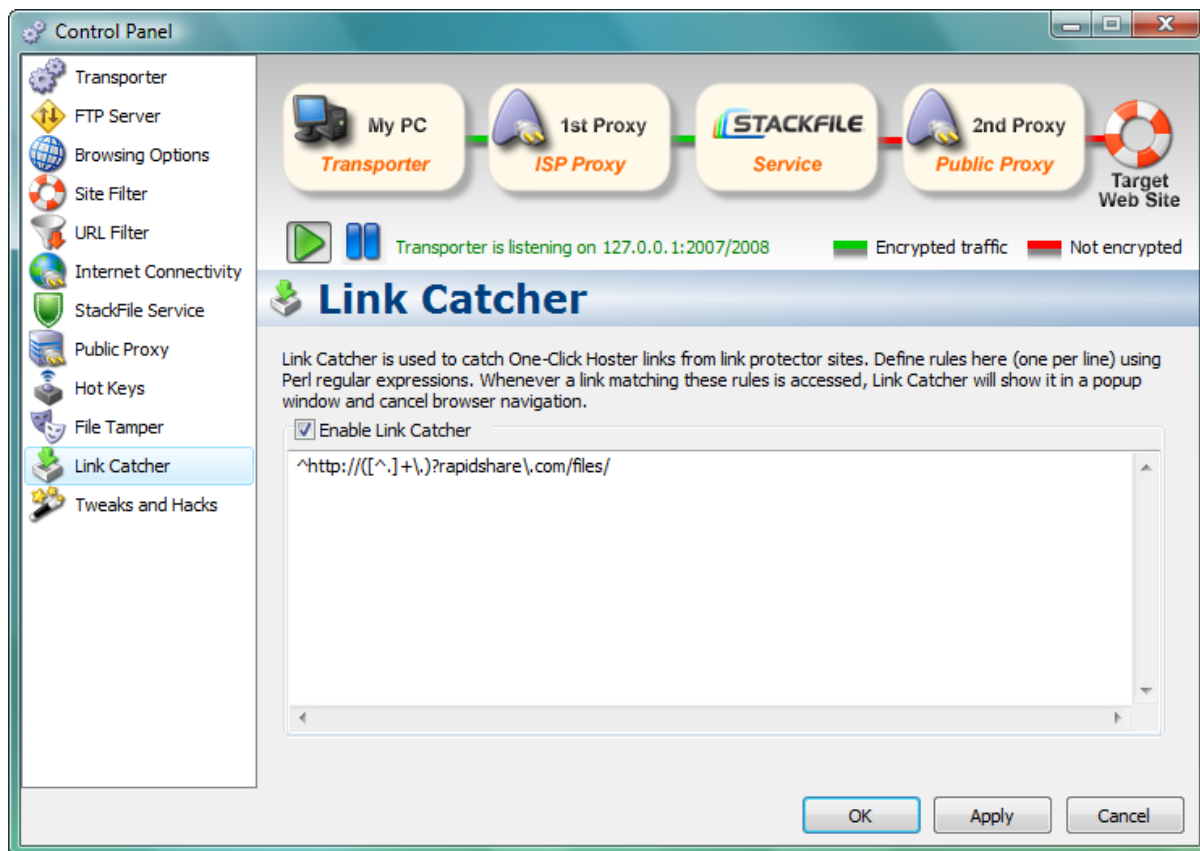 Control Panel
Transporter
FTP Server
Browsing Options
Site Filter
URL Filter
Internet Connectivity
StackFile Service
Public Proxy
Hot Keys
File Tamper
Link Catcher
Tweaks and Hacks
My PC
Transporter
1st Proxy
ISP Proxy
STACKFILE
Service
2nd Proxy
Public Proxy
Target
Web Site
Transporter is listening on 127.0.0.1:2007/2008
Encrypted traffic
Not encrypted
Link Catcher
Link Catcher is used to catch One-Click Hoster links from link protector sites. Define rules here (one per line) using
Perl regular expressions. Whenever a link matching these rules is accessed, Link Catcher will show it in a popup
window and cancel browser navigation.
Enable Link Catcher
^http://([^.]+\.)?rapidshare\.com/files/
OK
Apply
Cancel